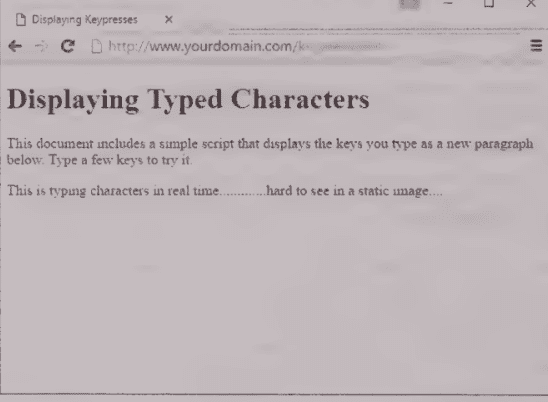 Displaying Keypresses
http://www.yourdomain.com/
Displaying Typed Characters
This document includes a simple script that displays the keys you type as a new paragraph
below. Type a few keys to try it.
This is typing characters in real time.............hard to see in a static image....